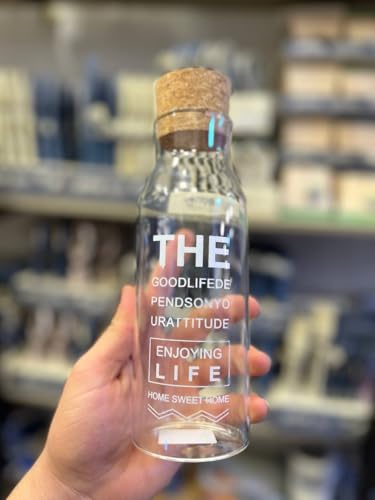 THE
GOODLIFEDE
PENDSONYO
URATTITUDE
ENJOYING
LIFE
HOME SWEET HOME